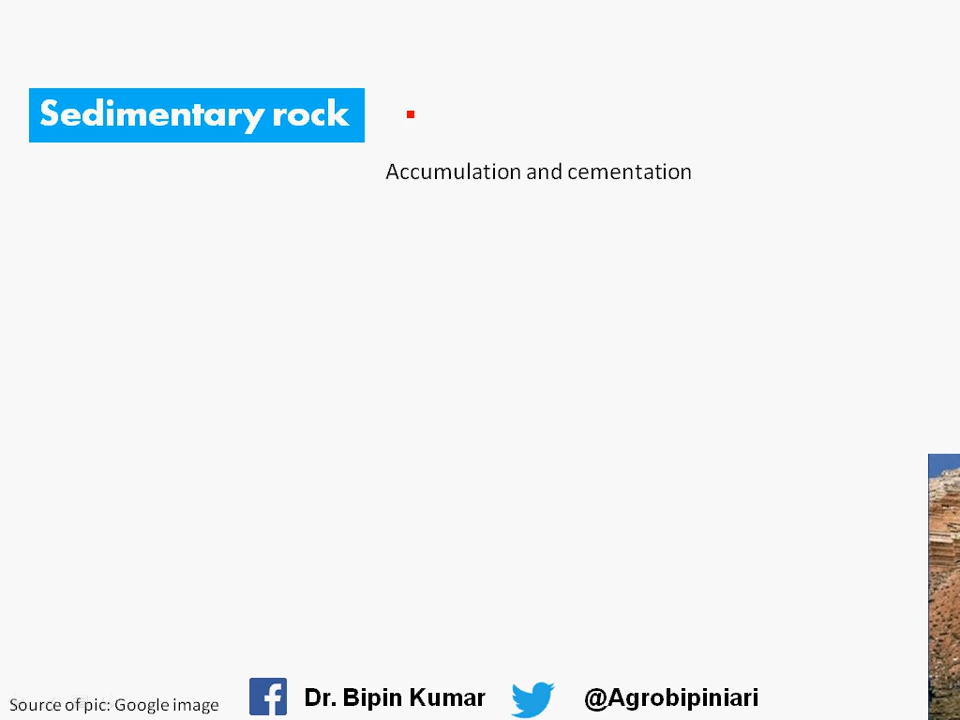 Sedimentary rock
Accumulation and cementation
Source of pic: Google image
Dr. Bipin Kumar
@Agrobipiniari